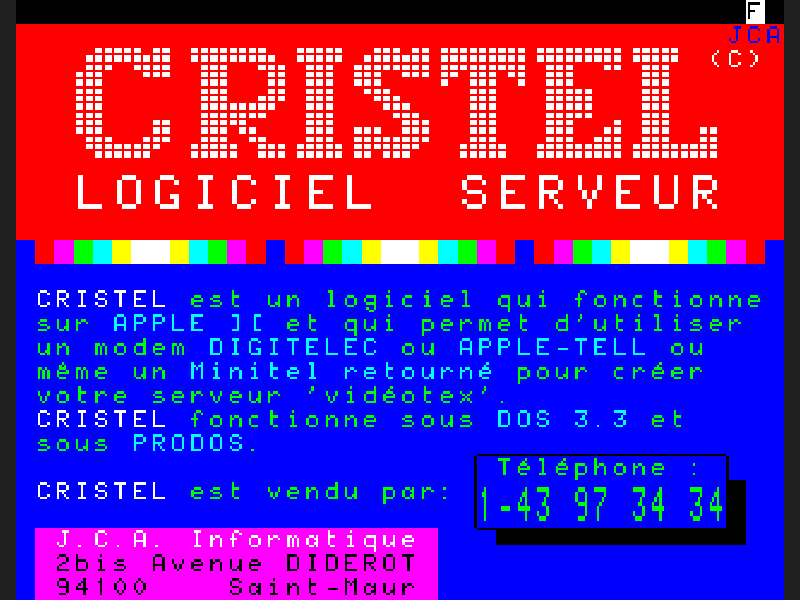 F
JCA
CRISTEL (C)
LOGICIEL SERVEUR
CRISTEL est un logiciel qui fonctionne
sur APPLE ][ et qui permet d'utiliser
un modem DIGITELEC ou APPLE-TELL ou
même un Minitel retourné pour créer
votre serveur 'vidéotex'.
CRISTEL fonctionne sous DOS 3.3 et
sous PRODOS.
Téléphone :
CRISTEL est vendu par: 1-43 97 34 34
J.C.A. Informatique
2bis Avenue DIDEROT
94100 Saint-Maur